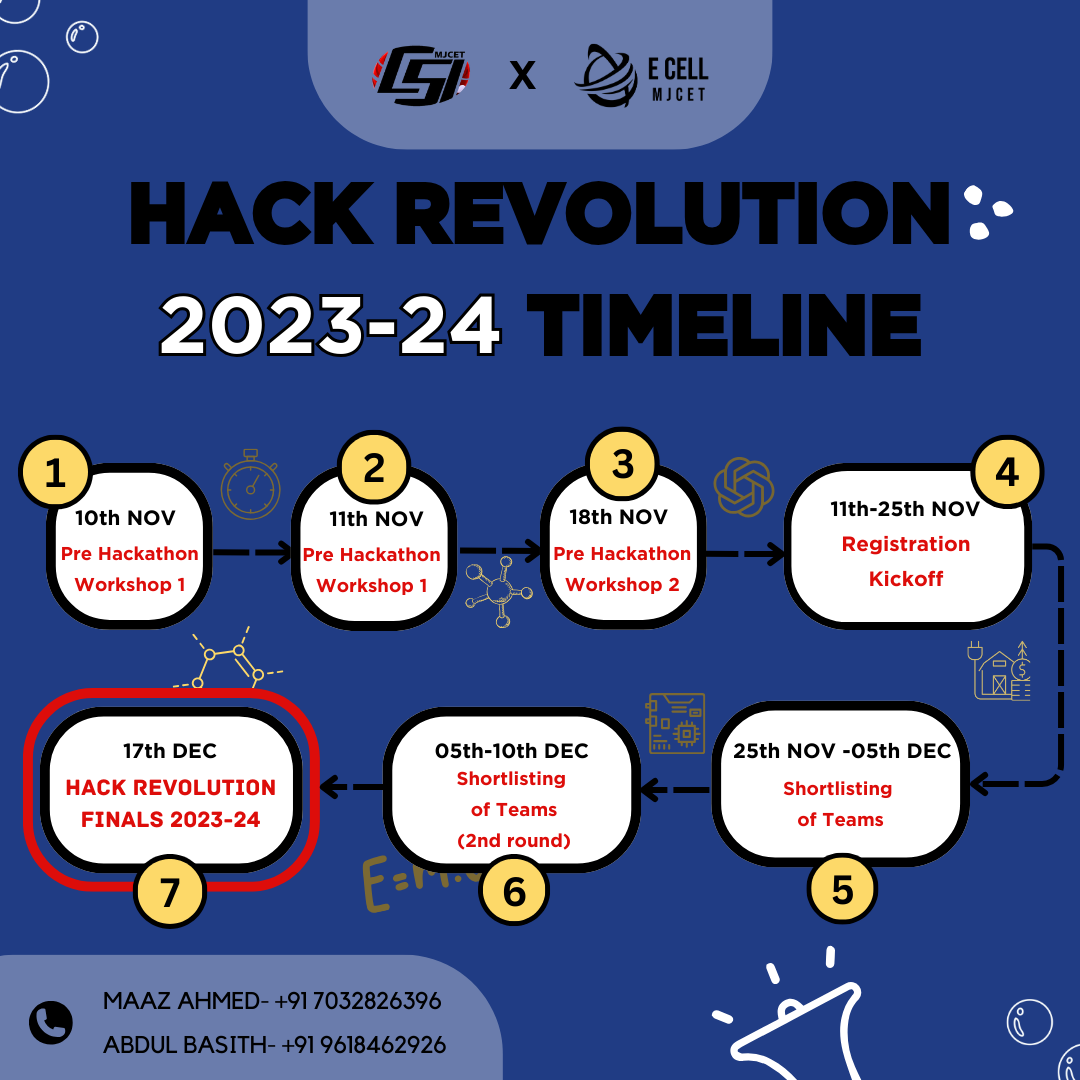 MJCET
CSI
X
E CELL
MJCET
HACK REVOLUTION
2023-24 TIMELINE
1
10th NOV
Pre Hackathon
Workshop 1
2
11th NOV
Pre Hackathon
Workshop 1
3
18th NOV
Pre Hackathon
Workshop 2
4
11th-25th NOV
Registration
Kickoff
25th NOV -05th DEC
Shortlisting
of Teams
5
05th-10th DEC
Shortlisting
of Teams
(2nd round)
6
17th DEC
HACK REVOLUTION
FINALS 2023-24
7
E=M
MAAZ AHMED- +91 7032826396
ABDUL BASITH- +91 9618462926